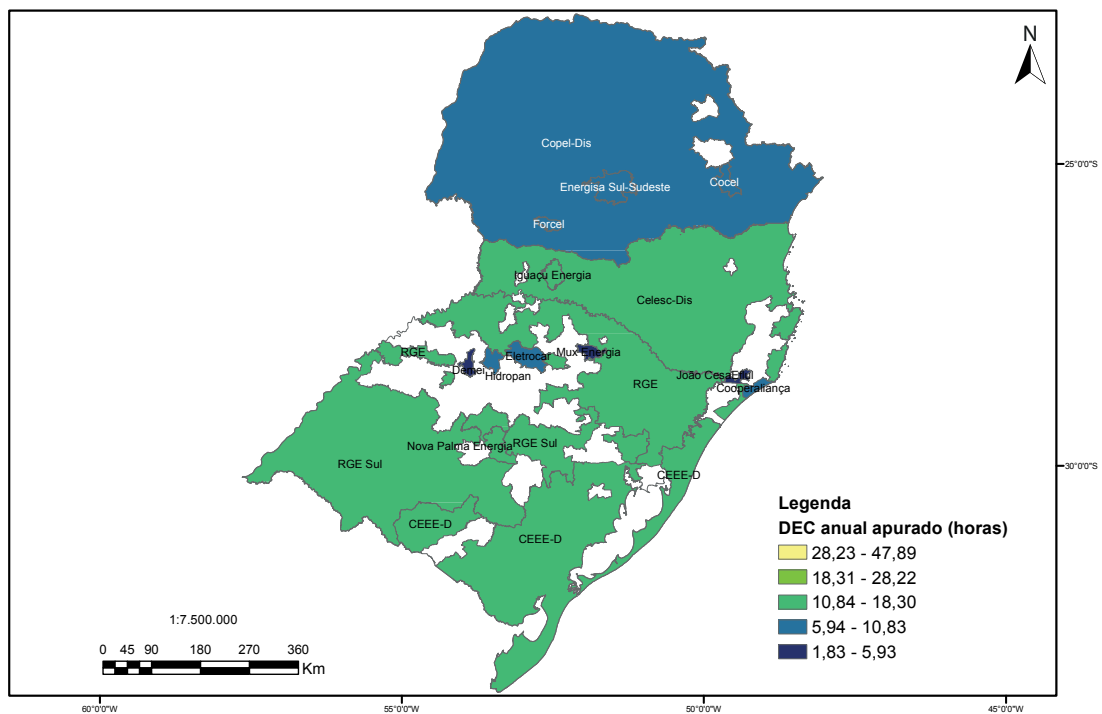 N
Copel-Dis
Energisa Sul-Sudeste
Cocel
Forcel
Iguaçu Energia
Celesc-Dis
RGE
Eletrocar
Mux Energia
Demei
Hidropan
RGE
João Cesa
Eflul
Cooperaliança
Nova Palma Energia
RGE Sul
RGE Sul
CEEE-D
CEEE-D
CEEE-D
25°0'0"S
30°0'0"S
Legenda
DEC anual apurado (horas)
28,23 - 47,89
18,31 - 28,22
10,84 - 18,30
5,94 - 10,83
1,83 - 5,93
1:7.500.000
0 45 90 180 270 360
Km
60°0'0"W 55°0'0"W 50°0'0"W 45°0'0"W